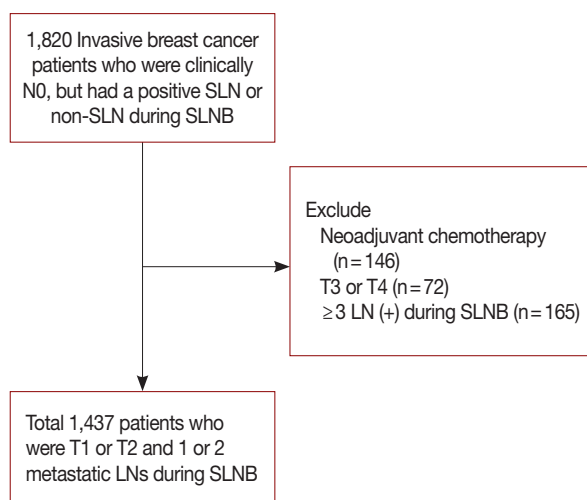 1,820 Invasive breast cancer
patients who were clinically
N0, but had a positive SLN or
non-SLN during SLNB
Exclude
Neoadjuvant chemotherapy
(n=146)
T3 or T4 (n=72)
≥3 LN (+) during SLNB (n=165)
Total 1,437 patients who
were T1 or T2 and 1 or 2
metastatic LNs during SLNB